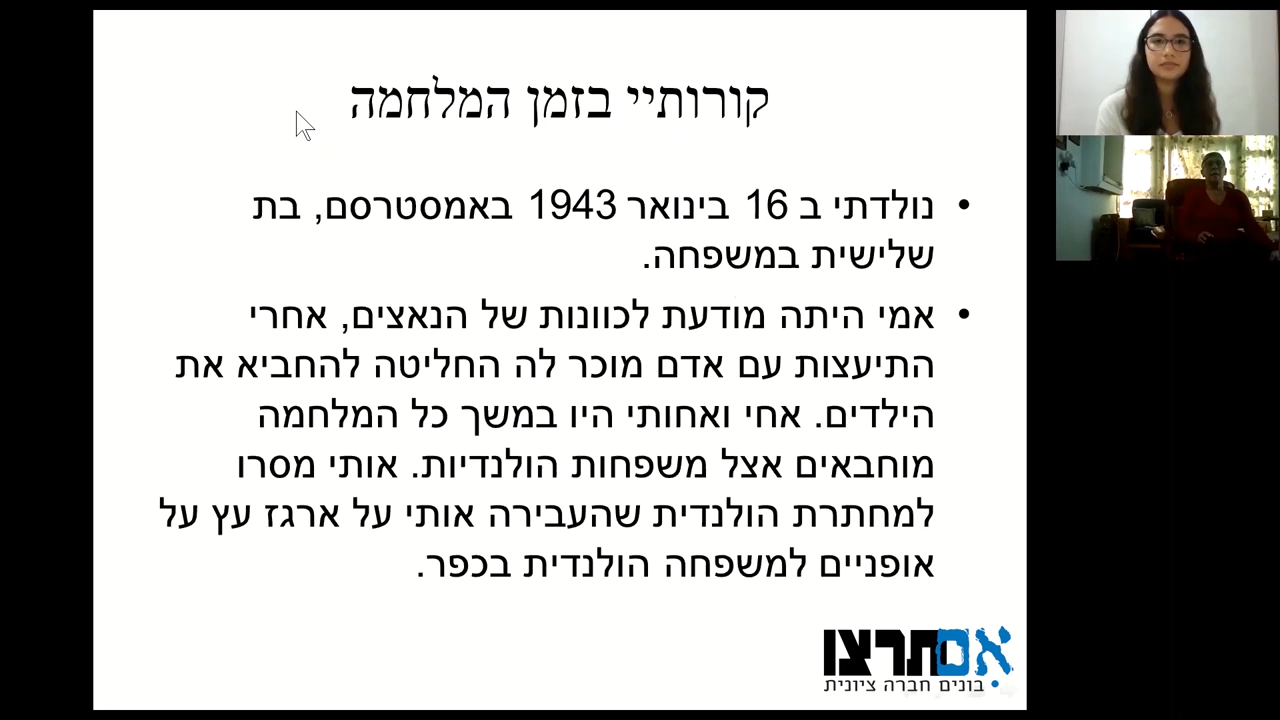 קורותיי בזמן המלחמה
• נולדתי ב 16 בינואר 1943 באמסטרסם, בת
שלישית במשפחה.
• אמי היתה מודעת לכוונות של הנאצים, אחרי
התיעצות עם אדם מוכר לה החליטה להחביא את
הילדים. אחי ואחותי היו במשך כל המלחמה
מוחבאים אצל משפחות הולנדיות. אותי מסרו
למחתרת הולנדית שהעבירה אותי על ארגז עץ על
אופניים למשפחה הולנדית בכפר.
אם תרצו
• בונים חברה ציונית